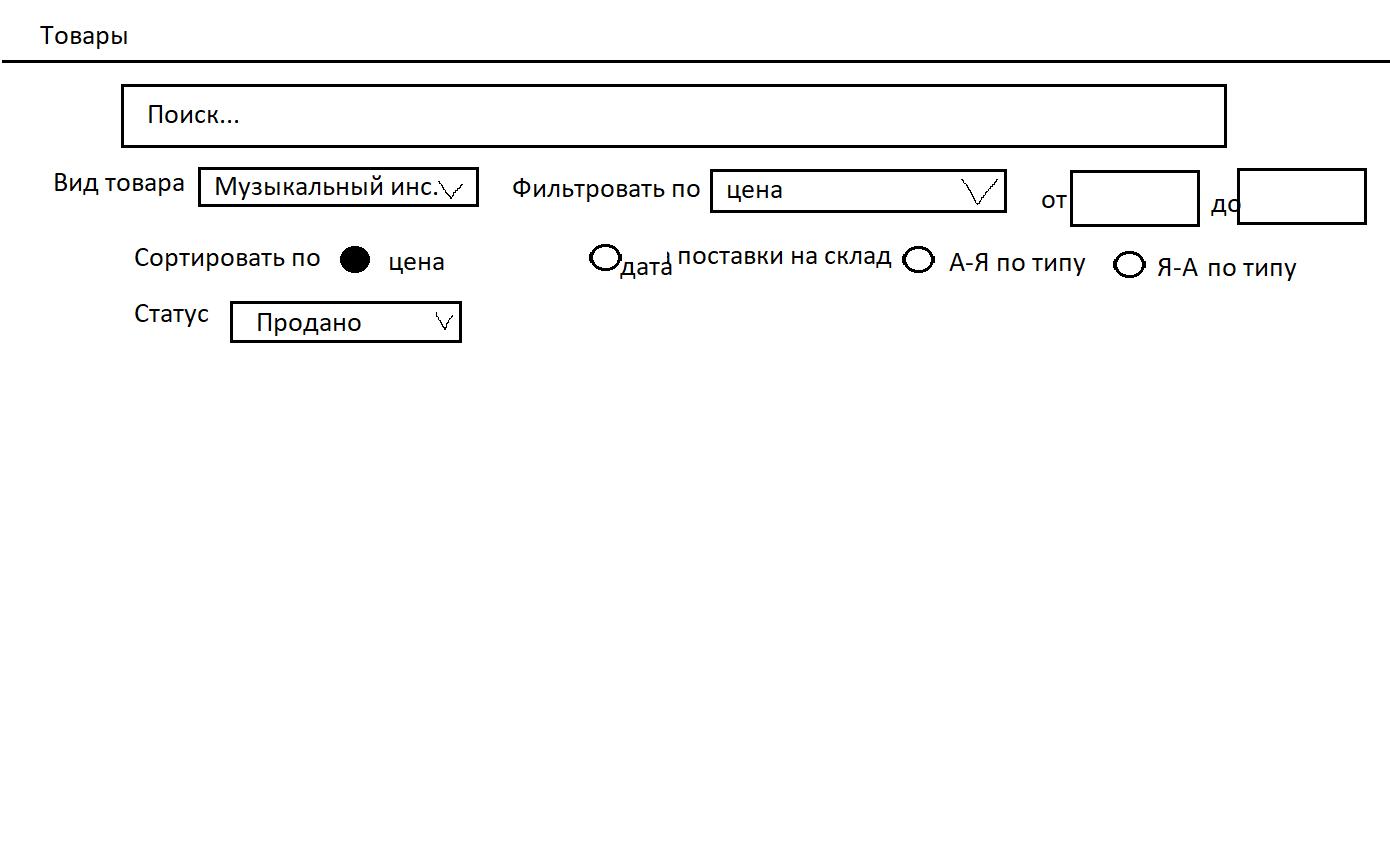 Товары
Поиск...
Вид товара Музыкальный инс. Фильтровать по цена от до
Сортировать по цена дата поставки на склад А-Я по типу Я-А по типу
Статус Продано